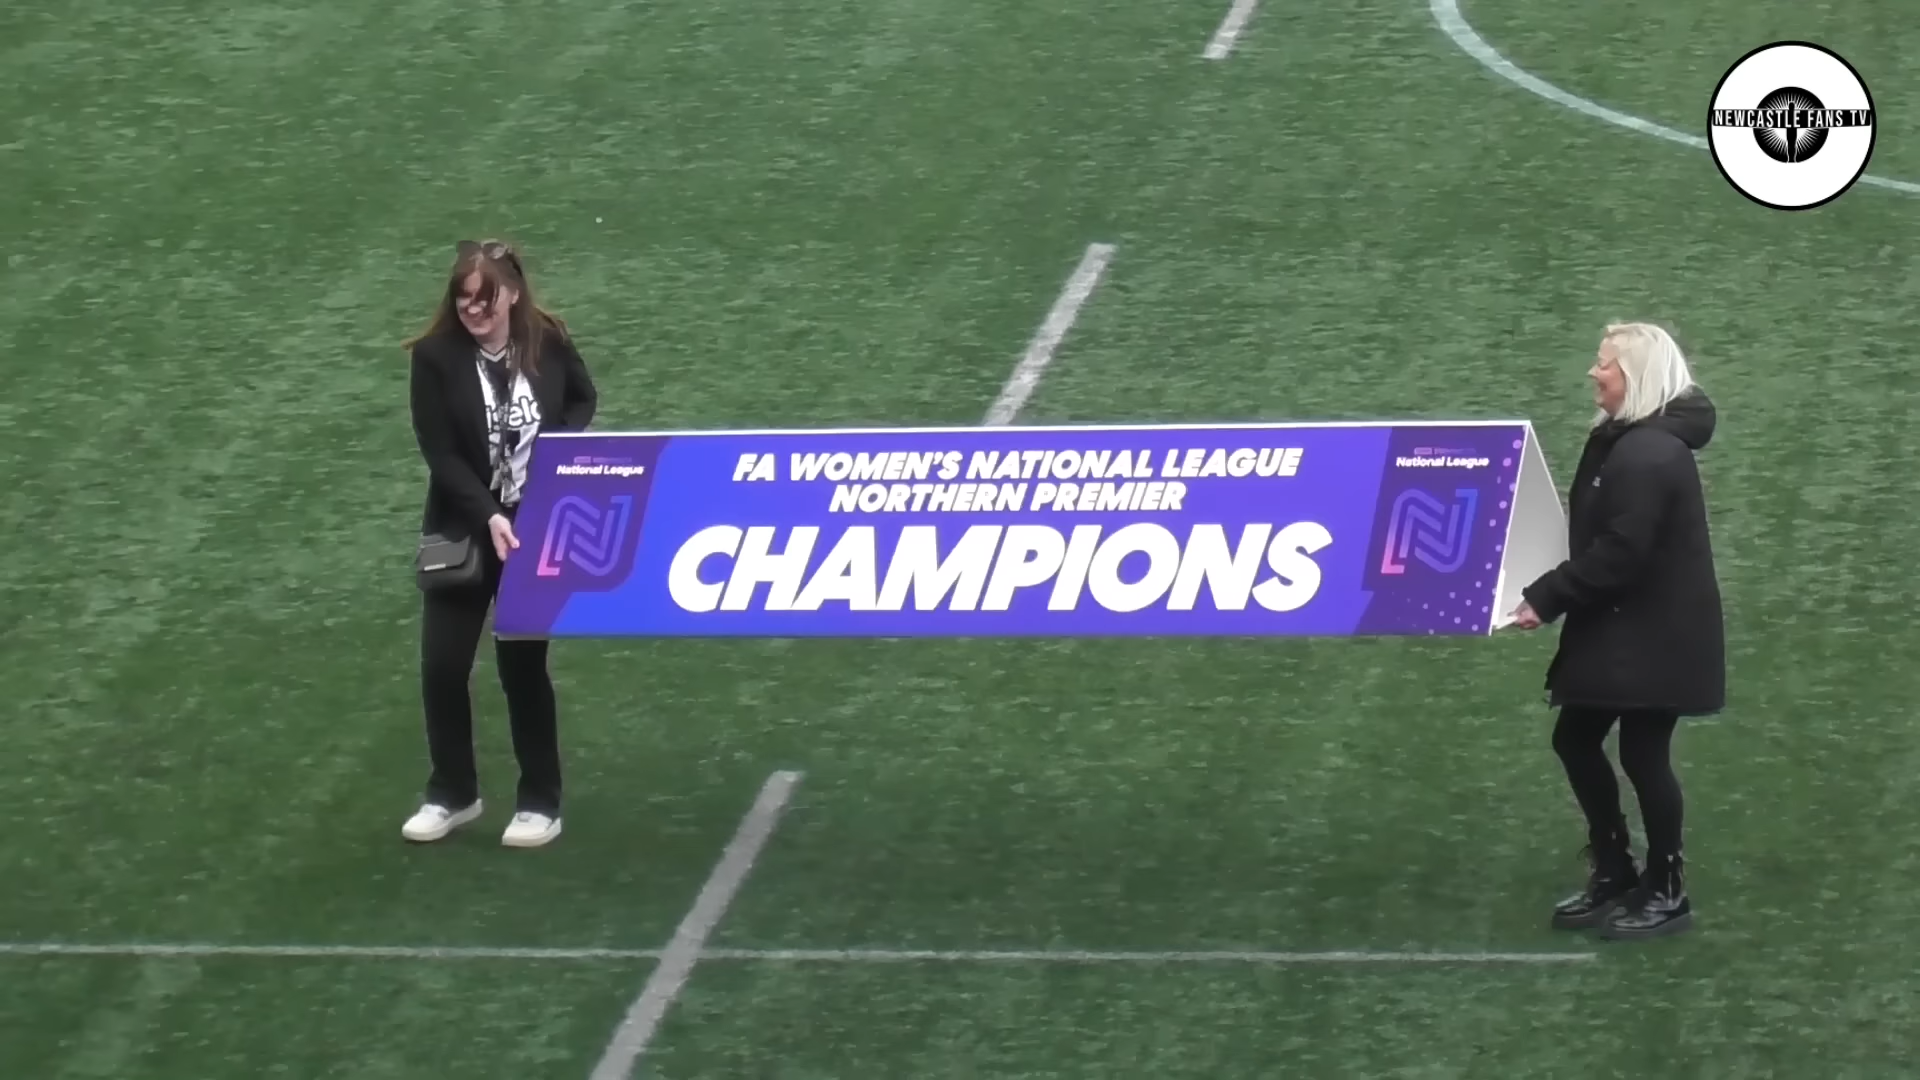 NEWCASTLE FANS TV
FA WOMEN'S NATIONAL LEAGUE
NORTHERN PREMIER
CHAMPIONS
National League
National League